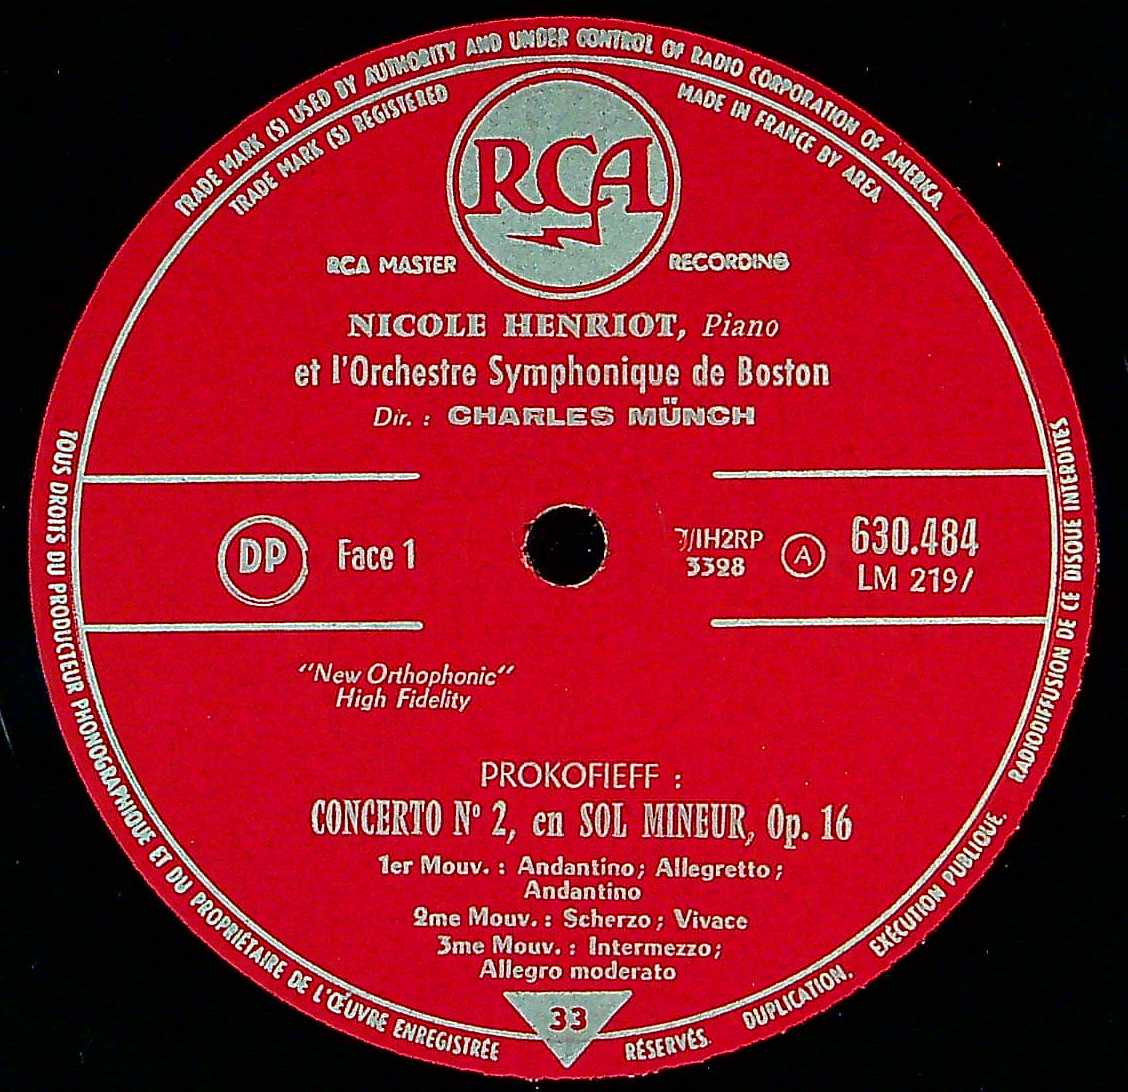 TRADE MARK (S) USED BY AUTHORITY AND UNDER CONTROL OF RADIO CORPORATION OF AMERICA.
TRADE MARK (S) REGISTERED
MADE IN FRANCE BY AREA
RCA
RCA MASTER RECORDING
NICOLE HENRIOT, Piano
et l'Orchestre Symphonique de Boston
Dir. : CHARLES MÜNCH
DP Face 1
/IH2RP
3328
A
630.484
LM 219/
"New Orthophonic"
High Fidelity
PROKOFIEFF :
CONCERTO Nº 2, en SOL MINEUR, Op. 16
1er Mouv. : Andantino; Allegretto;
Andantino
2me Mouv. : Scherzo; Vivace
3me Mouv. : Intermezzo;
Allegro moderato
33
TOUS DROITS DU PRODUCTEUR PHONOGRAPHIQUE ET DU PROPRIÉTAIRE DE L'ŒUVRE ENREGISTRÉE RÉSERVÉS. DUPLICATION. EXÉCUTION PUBLIQUE. RADIODIFFUSION DE CE DISQUE INTERDITES